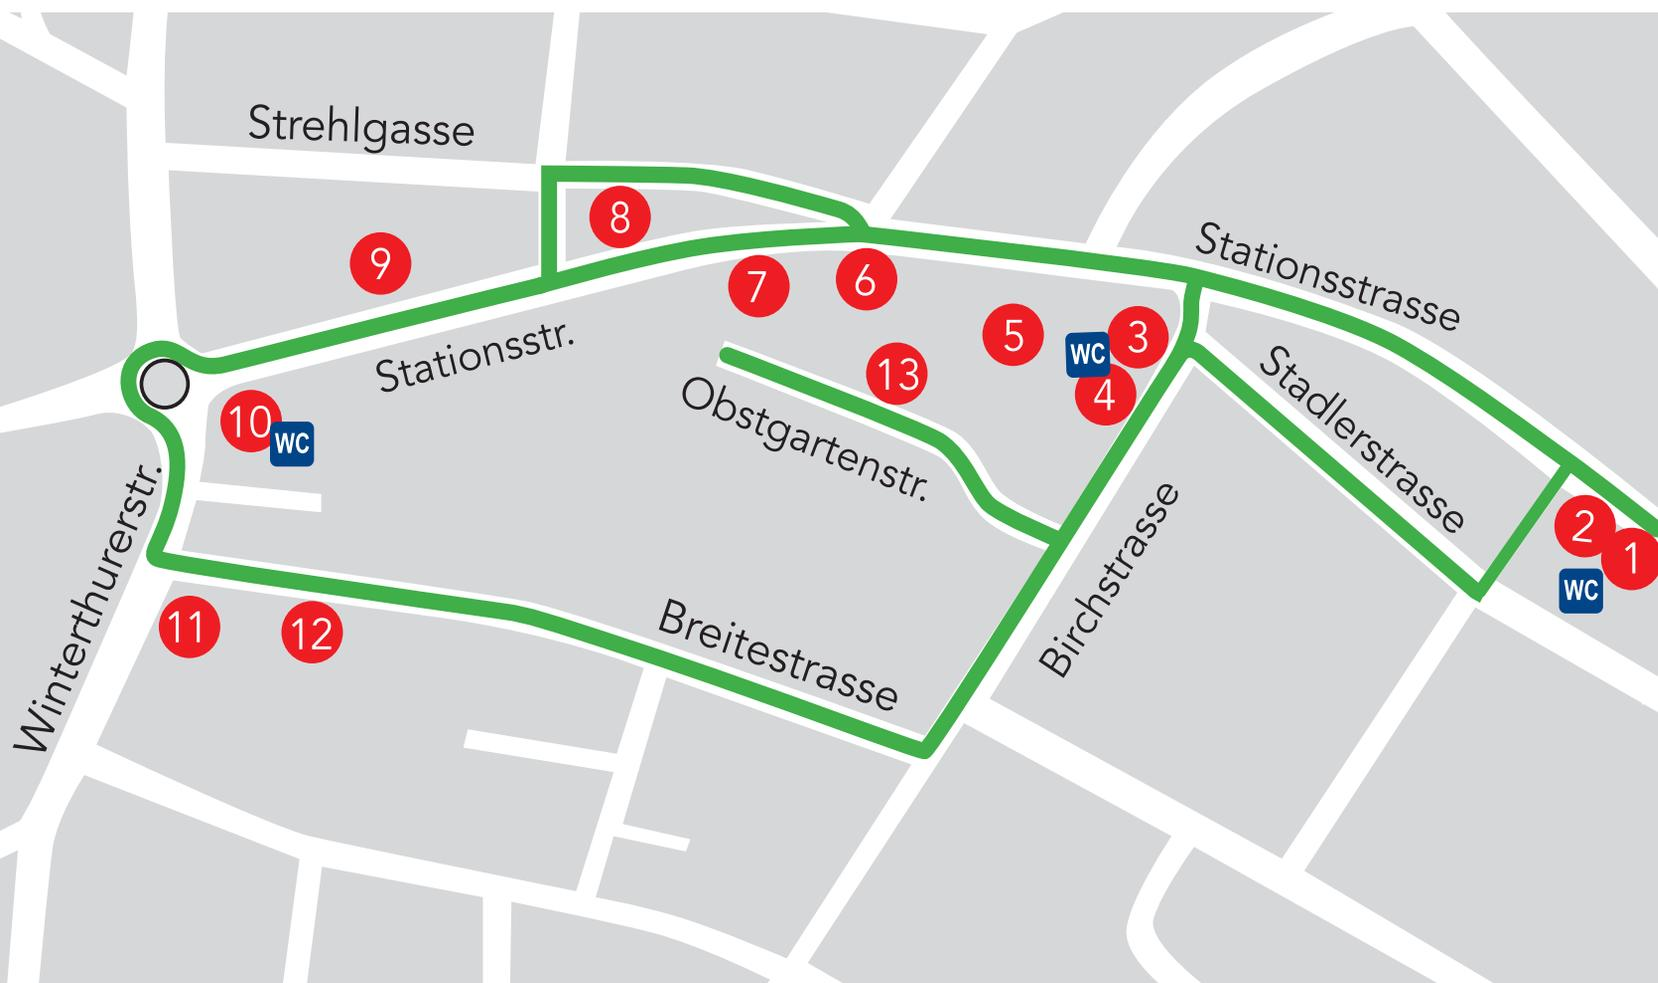 Strehlgasse
8
9
7
6
Stationsstrasse
Stationsstr.
5
WC
3
13
4
Stadlerstrasse
Obstgartenstr.
10
WC
Winterthurerstr.
Birchstrasse
2
1
WC
11
12
Breitestrasse